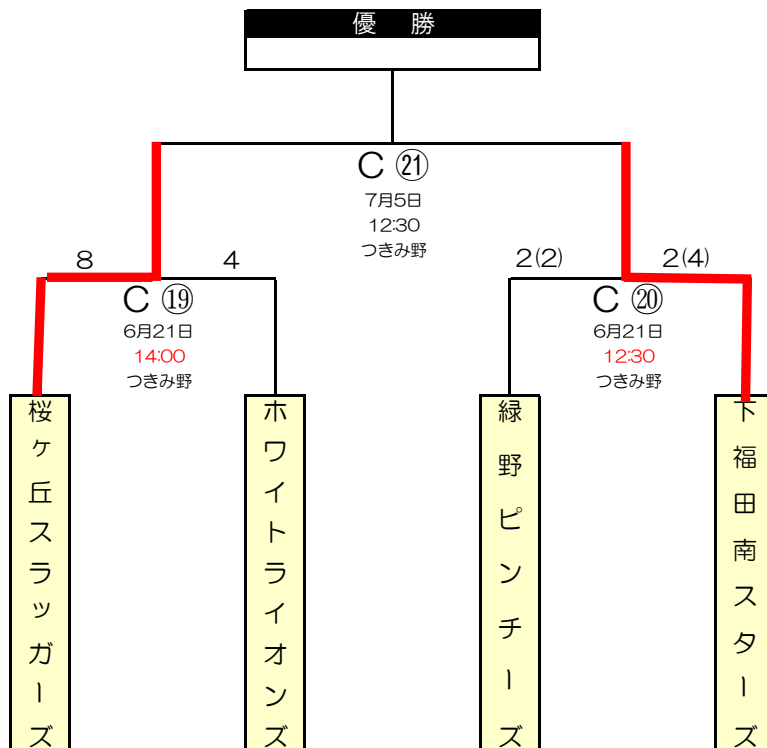 優　勝
C ㉑
7月5日
12:30
つきみ野
8
4
2(2)
2(4)
C ⑲
6月21日
14:00
つきみ野
C ⑳
6月21日
12:30
つきみ野
桜ヶ丘スラッガーズ
ホワイトライオンズ
緑野ピンチーズ
下福田南スターズ